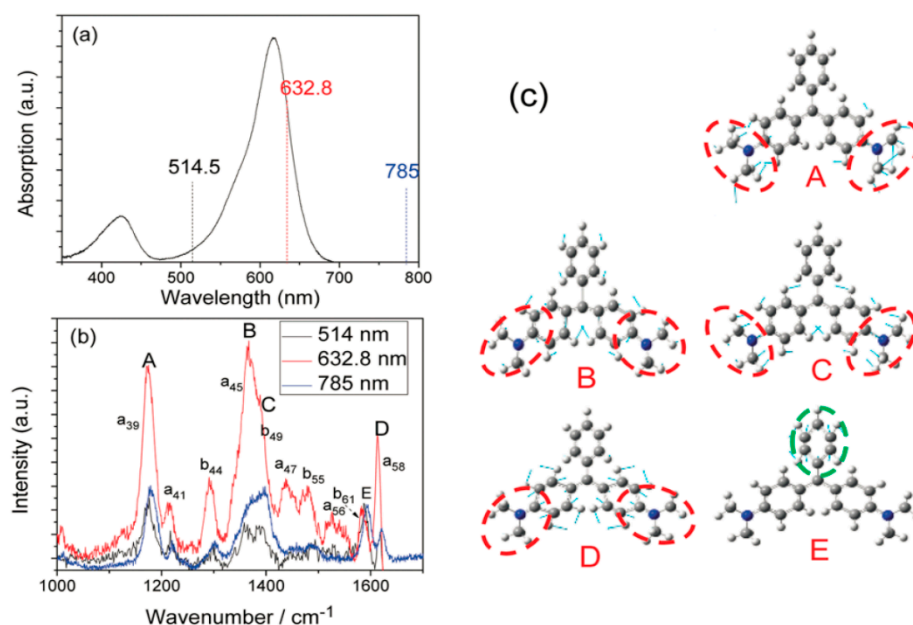 (a)
632.8
514.5
785
Absorption (a.u.)
400 500 600 700 800
Wavelength (nm)
(b)
514 nm
632.8 nm
785 nm
A
B
C
D
E
a39
a41
b44
a45
b49
a47
b55
a56
b61
a58
Intensity (a.u.)
1000 1200 1400 1600
Wavenumber / cm-1
(c)
A
B
C
D
E